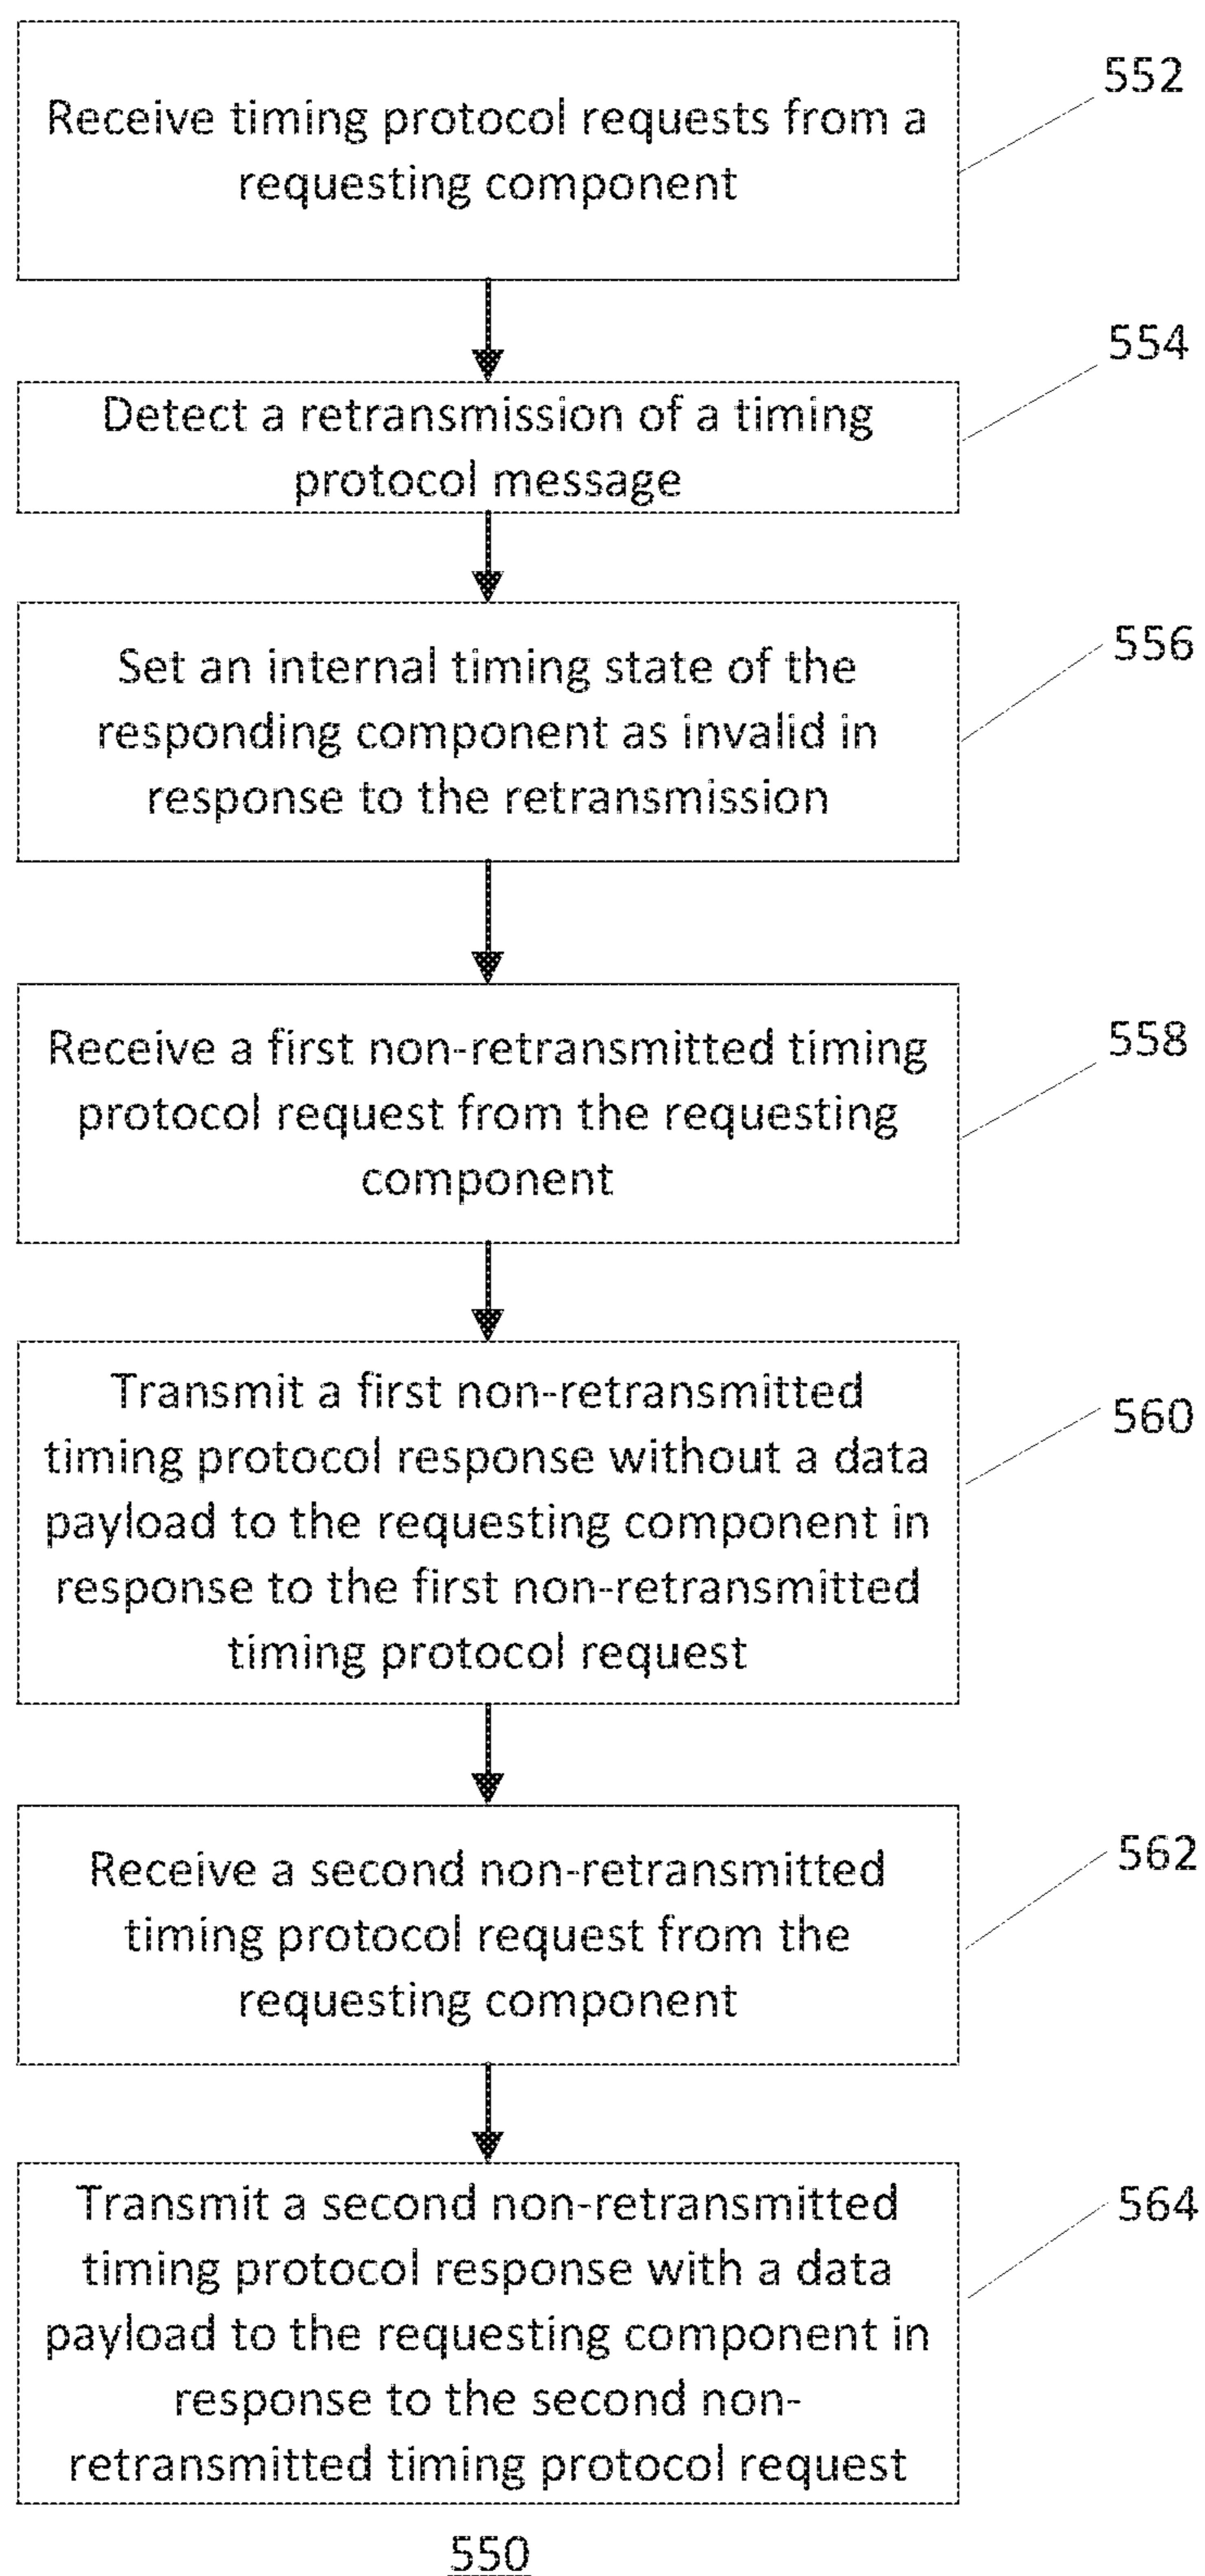 Receive timing protocol requests from a
requesting component
552
Detect a retransmission of a timing
protocol message
554
Set an internal timing state of the
responding component as invalid in
response to the retransmission
556
Receive a first non-retransmitted timing
protocol request from the requesting
component
558
Transmit a first non-retransmitted
timing protocol response without a data
payload to the requesting component in
response to the first non-retransmitted
timing protocol request
560
Receive a second non-retransmitted
timing protocol request from the
requesting component
562
Transmit a second non-retransmitted
timing protocol response with a data
payload to the requesting component in
response to the second non-
retransmitted timing protocol request
564
550